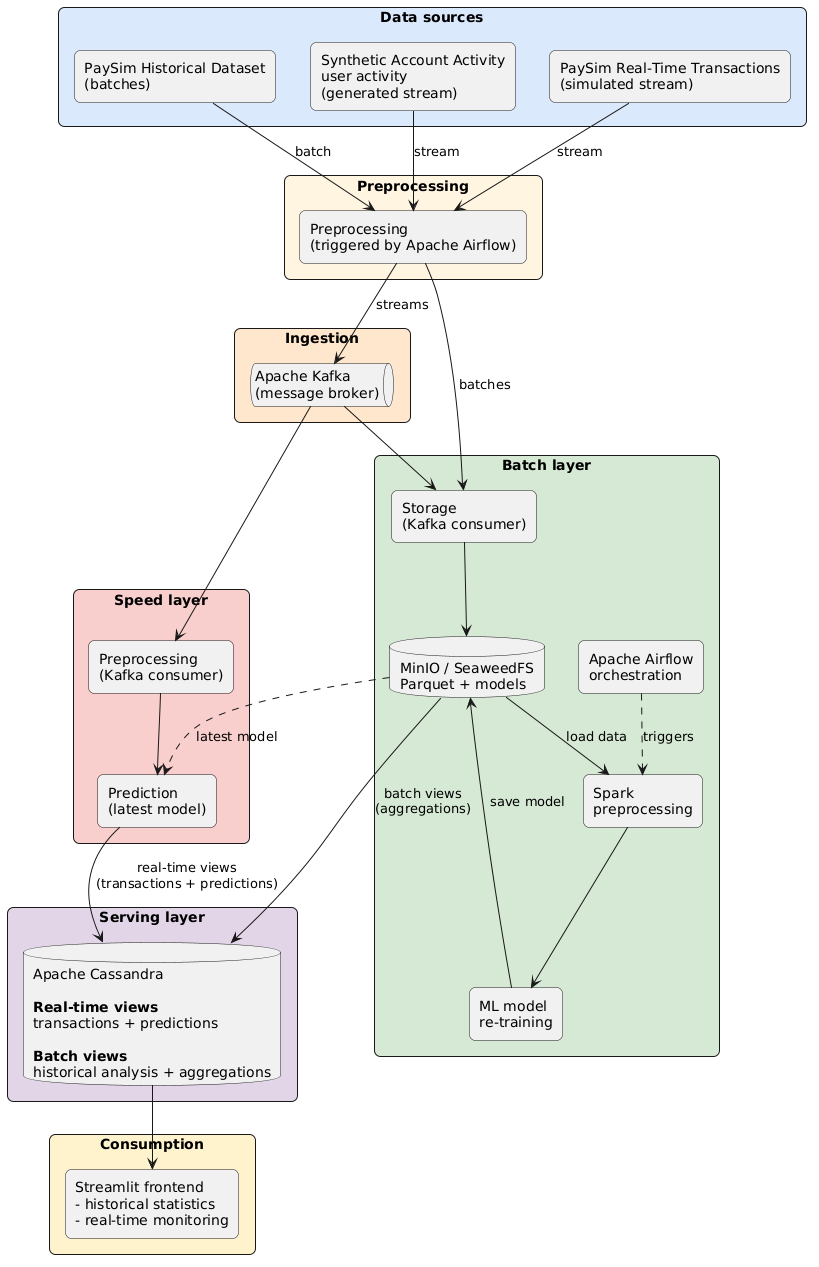 Data sources
PaySim Historical Dataset
(batches)
Synthetic Account Activity
user activity
(generated stream)
PaySim Real-Time Transactions
(simulated stream)
batch
stream
stream
Preprocessing
Preprocessing
(triggered by Apache Airflow)
streams
Ingestion
Apache Kafka
(message broker)
batches
Batch layer
Storage
(Kafka consumer)
Speed layer
Preprocessing
(Kafka consumer)
MinIO / SeaweedFS
Parquet + models
Apache Airflow
orchestration
latest model
load data
triggers
Prediction
(latest model)
batch views
(aggregations)
save model
Spark
preprocessing
real-time views
(transactions + predictions)
Serving layer
Apache Cassandra
Real-time views
transactions + predictions
Batch views
historical analysis + aggregations
ML model
re-training
Consumption
Streamlit frontend
- historical statistics
- real-time monitoring